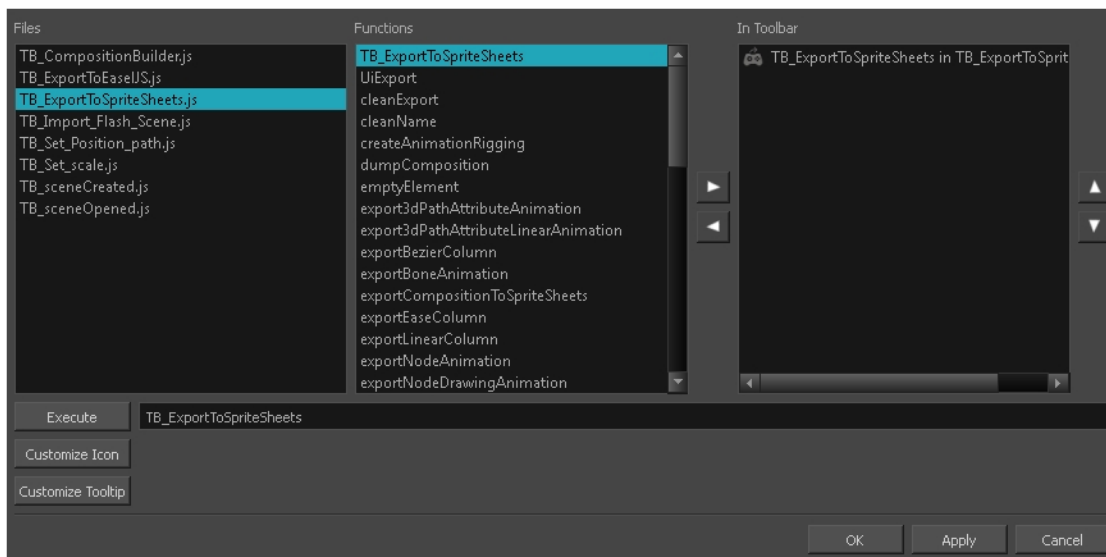 Files
TB_CompositionBuilder.js
TB_ExportToEaselJS.js
TB_ExportToSpriteSheets.js
TB_Import_Flash_Scene.js
TB_Set_Position_path.js
TB_Set_scale.js
TB_sceneCreated.js
TB_sceneOpened.js
Functions
TB_ExportToSpriteSheets
UiExport
cleanExport
cleanName
createAnimationRigging
dumpComposition
emptyElement
export3dPathAttributeAnimation
export3dPathAttributeLinearAnimation
exportBezierColumn
exportBoneAnimation
exportCompositionToSpriteSheets
exportEaseColumn
exportLinearColumn
exportNodeAnimation
exportNodeDrawingAnimation
In Toolbar
TB_ExportToSpriteSheets in TB_ExportToSprit
Execute
TB_ExportToSpriteSheets
Customize Icon
Customize Tooltip
OK
Apply
Cancel